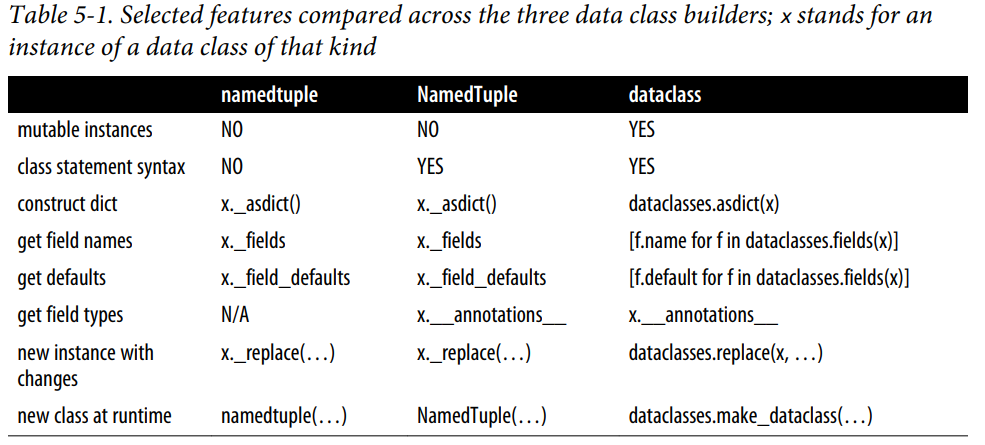 Table 5-1. Selected features compared across the three data class builders; x stands for an
instance of a data class of that kind
namedtuple NamedTuple dataclass
mutable instances NO NO YES
class statement syntax NO YES YES
construct dict x._asdict() x._asdict() dataclasses.asdict(x)
get field names x._fields x._fields [f.name for f in dataclasses.fields(x)]
get defaults x._field_defaults x._field_defaults [f.default for f in dataclasses.fields(x)]
get field types N/A x.__annotations__ x.__annotations__
new instance with x._replace(…) x._replace(…) dataclasses.replace(x, …)
changes
new class at runtime namedtuple(…) NamedTuple(…) dataclasses.make_dataclass(…)